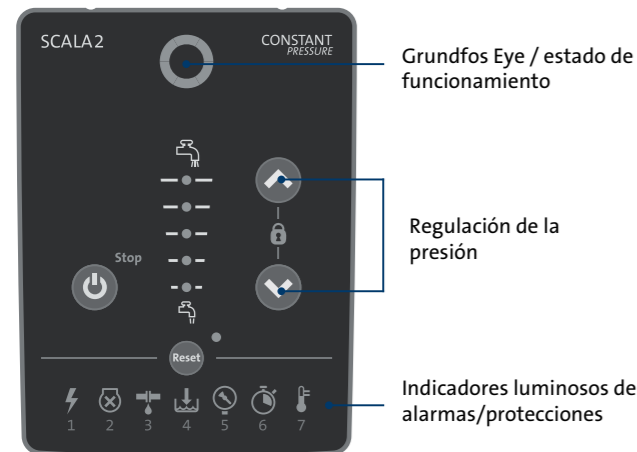 SCALA2
CONSTANT
PRESSURE
Grundfos Eye / estado de
funcionamiento
Regulación de la
presión
Stop
Reset
1 2 3 4 5 6 7
Indicadores luminosos de
alarmas/protecciones